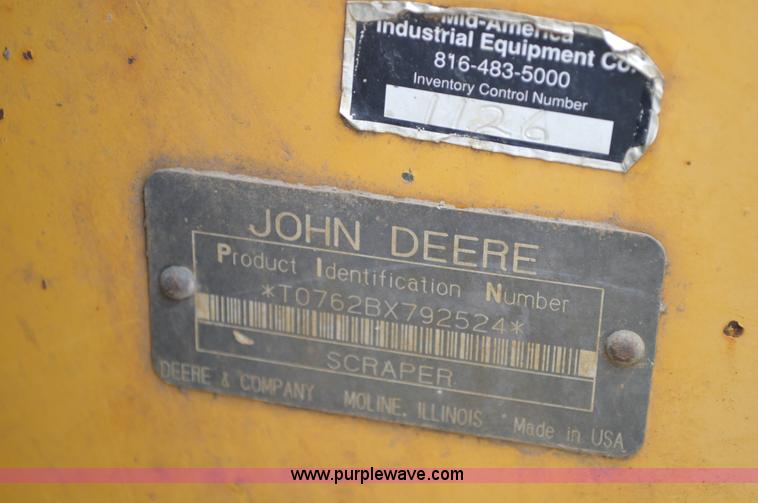 Mid-America
Industrial Equipment Co.
816-483-5000
Inventory Control Number
1126
JOHN DEERE
Product Identification Number
*T0762BX792524*
SCRAPER
DEERE & COMPANY MOLINE, ILLINOIS Made in USA
www.purplewave.com